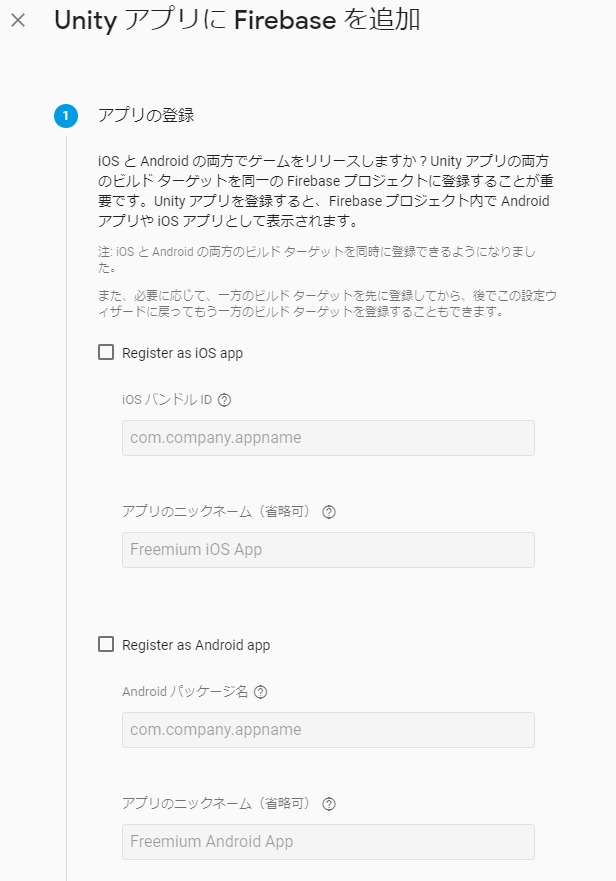 Unity アプリに Firebase を追加
1 アプリの登録
iOS と Android の両方でゲームをリリースしますか？Unity アプリの両方
のビルド ターゲットを同一の Firebase プロジェクトに登録することが重
要です。Unity アプリを登録すると、Firebase プロジェクト内で Android
アプリや iOS アプリとして表示されます。
注: iOS と Android の両方のビルド ターゲットを同時に登録できるようになりまし
た。
また、必要に応じて、一方のビルド ターゲットを先に登録してから、後でこの設定ウ
ィザードに戻ってもう一方のビルド ターゲットを登録することもできます。
Register as iOS app
iOS バンドル ID ?
com.company.appname
アプリのニックネーム（省略可） ?
Freemium iOS App
Register as Android app
Android パッケージ名 ?
com.company.appname
アプリのニックネーム（省略可） ?
Freemium Android App